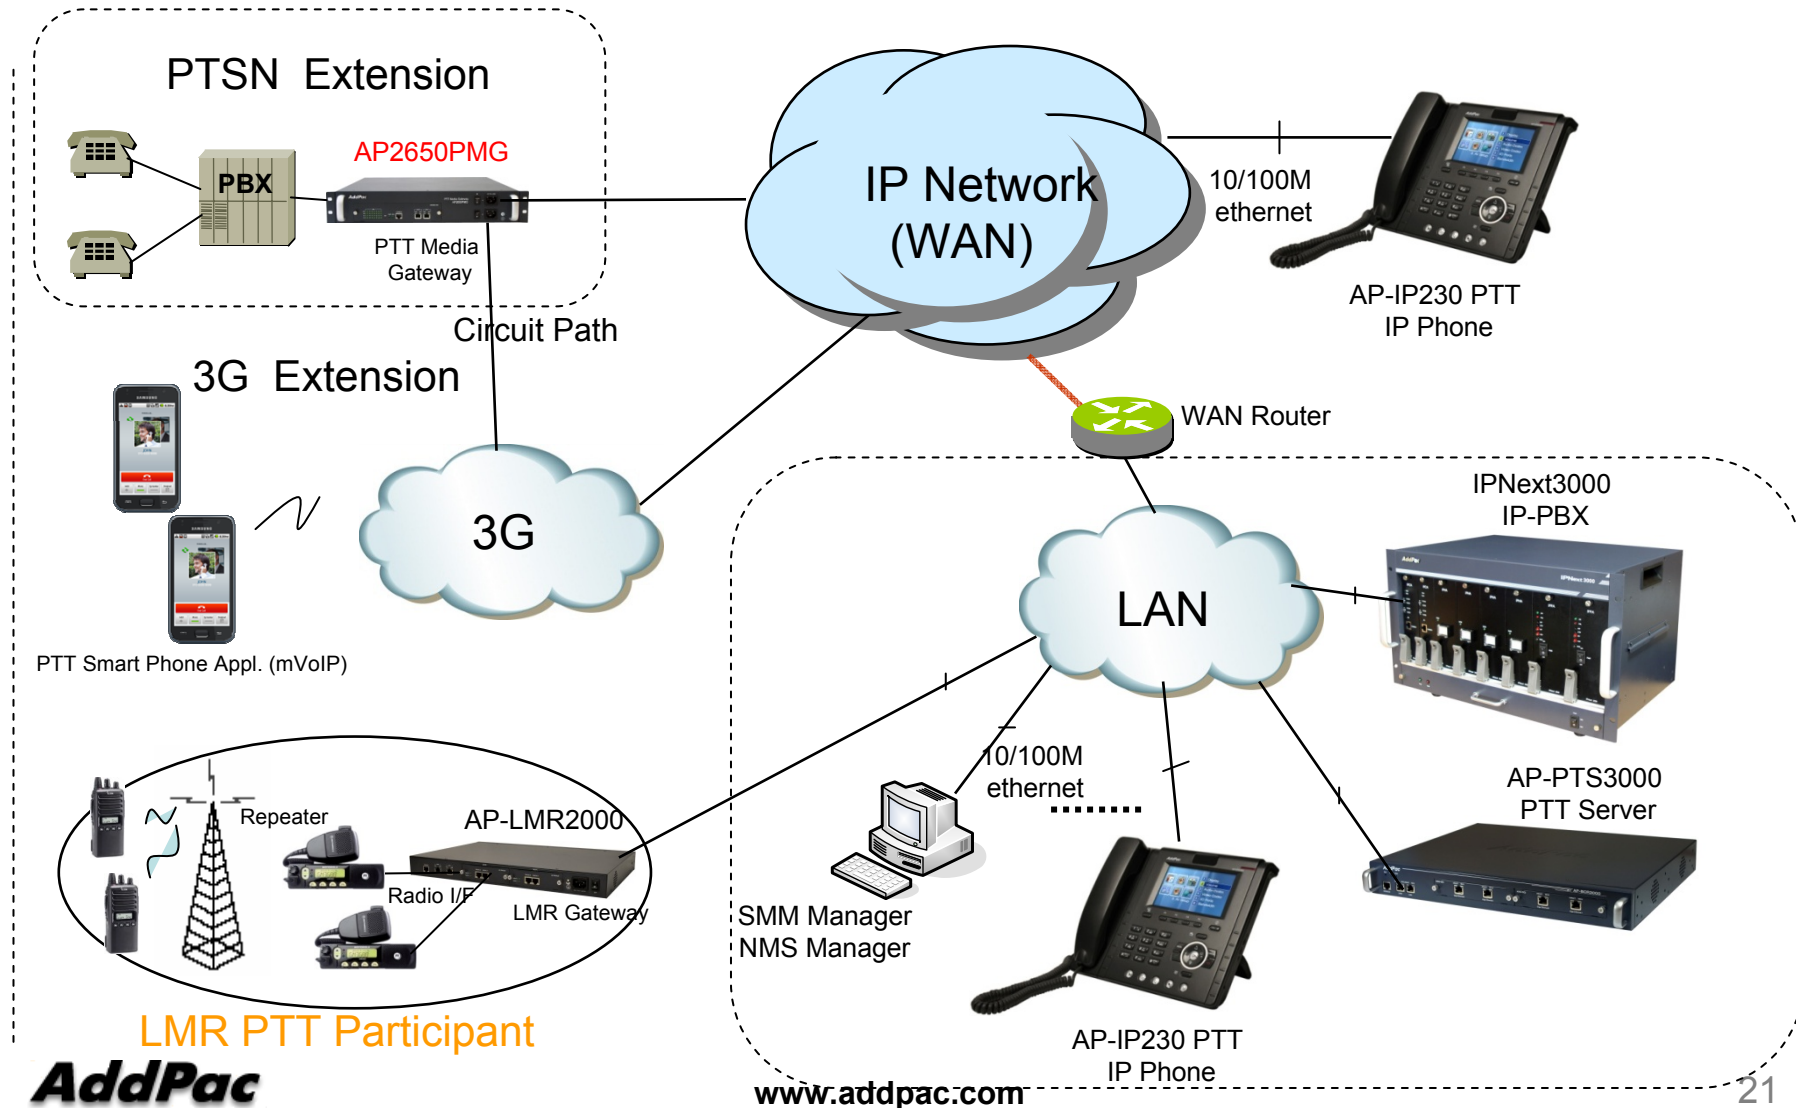 PTSN Extension
AP2650PMG
PBX
PTT Media
Gateway
Circuit Path
IP Network
(WAN)
10/100M
ethernet
AP-IP230 PTT
IP Phone
3G Extension
WAN Router
3G
PTT Smart Phone Appl. (mVoIP)
LAN
IPNext3000
IP-PBX
10/100M
ethernet
AP-PTS3000
PTT Server
SMM Manager
NMS Manager
AP-IP230 PTT
IP Phone
Repeater
AP-LMR2000
Radio I/F
LMR Gateway
LMR PTT Participant
AddPac
www.addpac.com
21